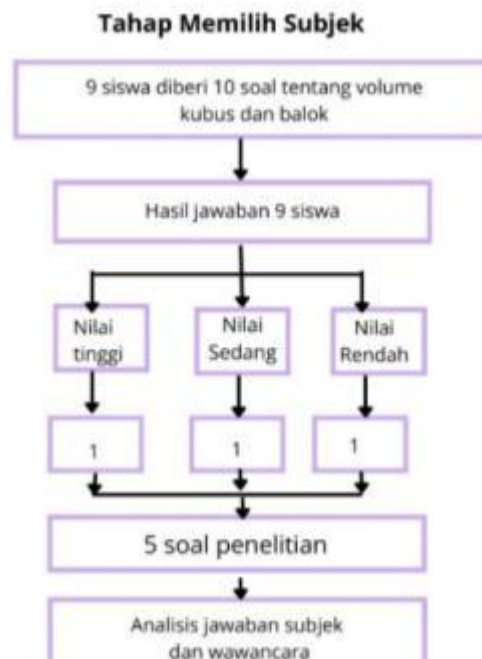 Tahap Memilih Subjek
9 siswa diberi 10 soal tentang volume
kubus dan balok
Hasil jawaban 9 siswa
Nilai
tinggi
Nilai
Sedang
Nilai
Rendah
1
1
1
5 soal penelitian
Analisis jawaban subjek
dan wawancara